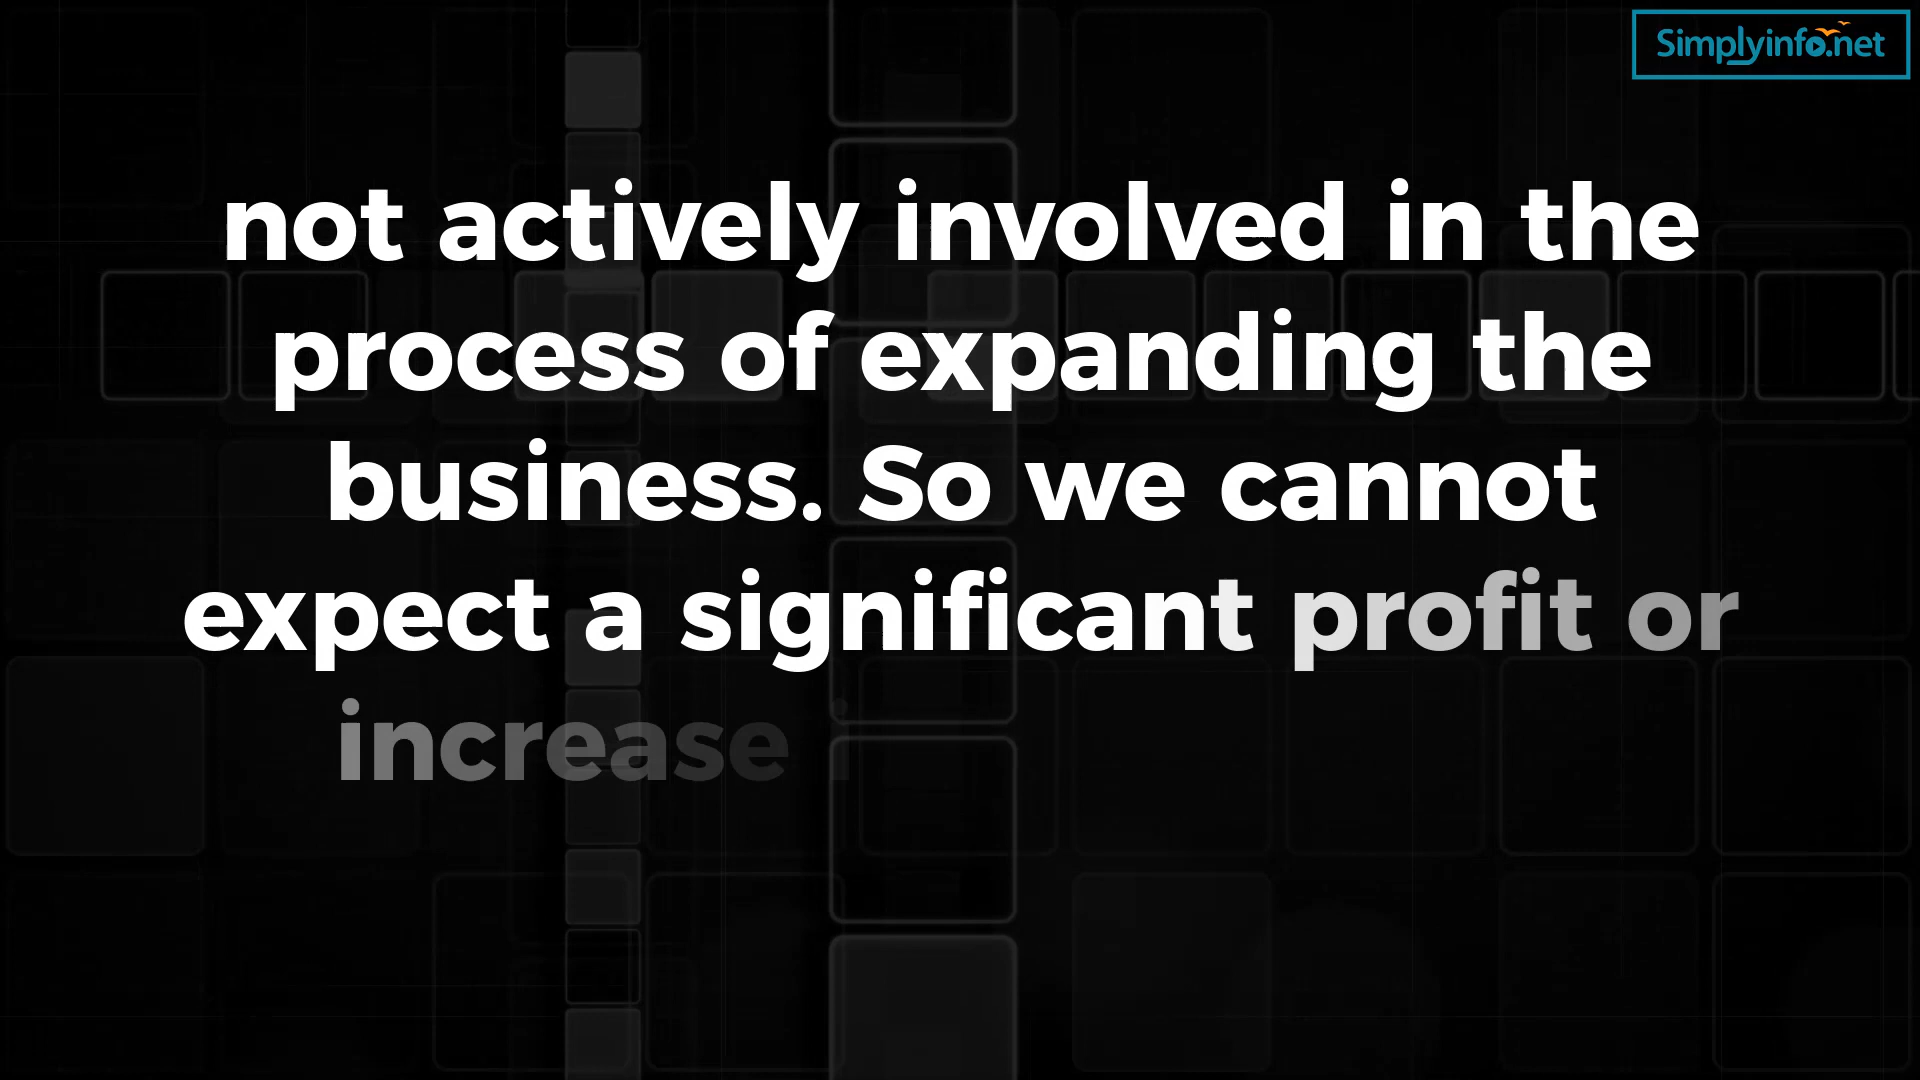 Simplyinfo.net
not actively involved in the
process of expanding the
business. So we cannot
expect a significant profit or
increase i